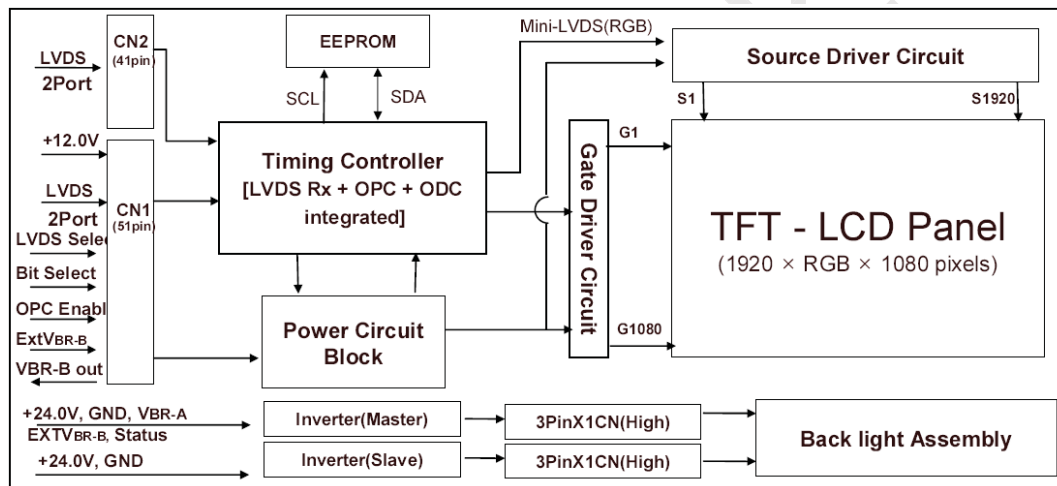 CN2
(41pin)
LVDS
2Port
EEPROM
SCL
SDA
Mini-LVDS(RGB)
Source Driver Circuit
S1
S1920
+12.0V
LVDS
2Port
CN1
(51pin)
LVDS Selec
Bit Select
OPC Enabl
ExtVBR-B
VBR-B out
Timing Controller
[LVDS Rx + OPC + ODC
integrated]
Power Circuit
Block
Gate Driver Circuit
G1
G1080
TFT - LCD Panel
(1920 × RGB × 1080 pixels)
+24.0V, GND, VBR-A
EXTVBR-B, Status
+24.0V, GND
Inverter(Master)
3PinX1CN(High)
Inverter(Slave)
3PinX1CN(High)
Back light Assembly